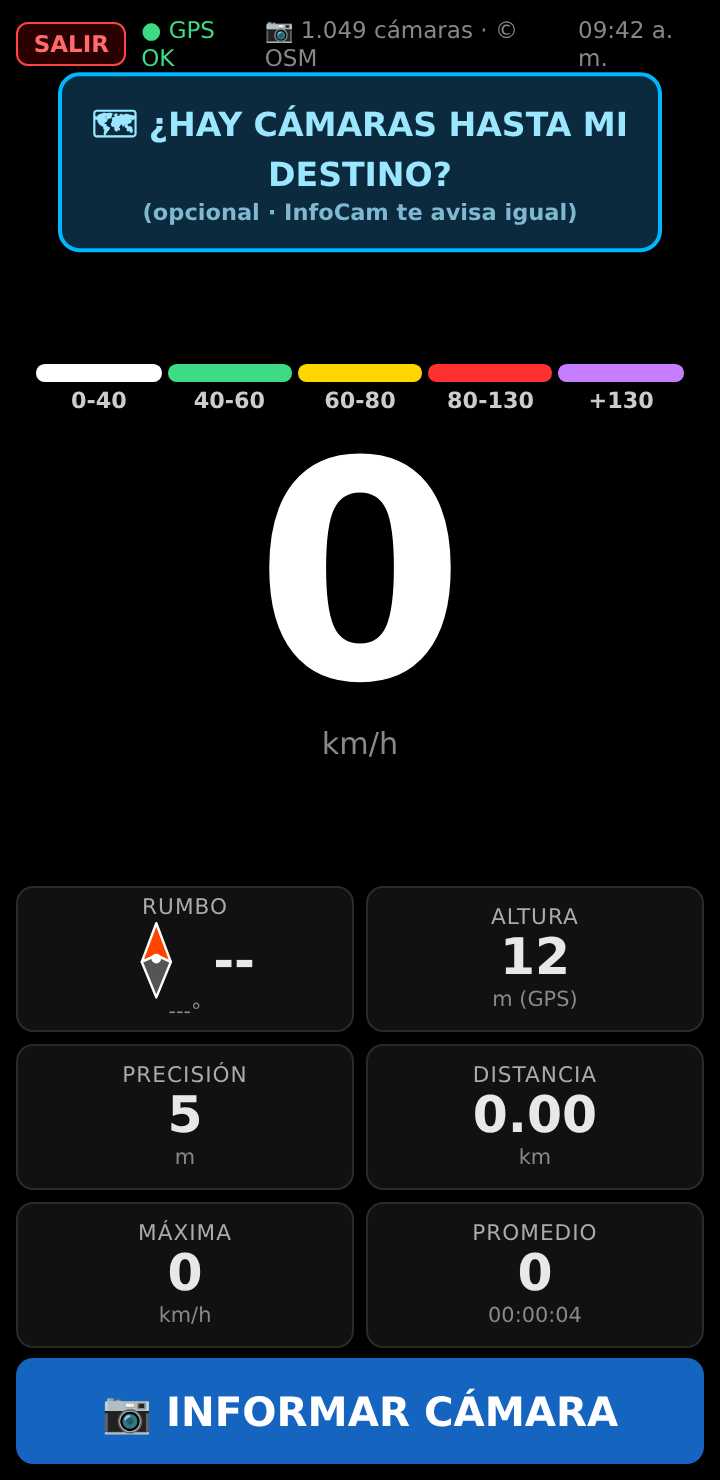 SALIR
● GPS OK
📷 1.049 cámaras · © OSM
09:42 a. m.
🗺 ¿HAY CÁMARAS HASTA MI
DESTINO?
(opcional · InfoCam te avisa igual)
0-40
40-60
60-80
80-130
+130
0
km/h
RUMBO
--
---°
ALTURA
12
m (GPS)
PRECISIÓN
5
m
DISTANCIA
0.00
km
MÁXIMA
0
km/h
PROMEDIO
0
00:00:04
📷 INFORMAR CÁMARA